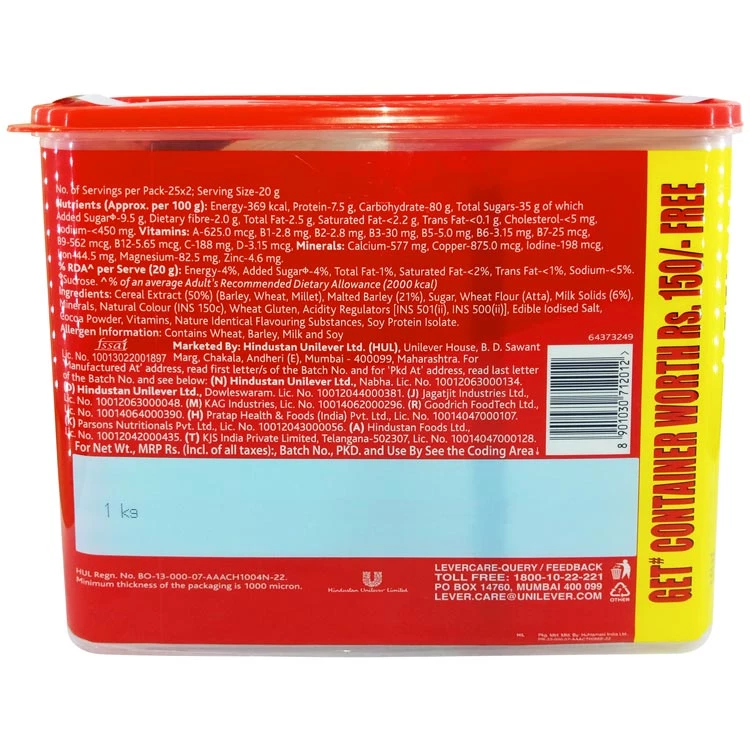 No. of Servings per Pack-25x2; Serving Size-20 g
Nutrients (Approx. per 100 g): Energy-369 kcal, Protein-7.5 g, Carbohydrate-80 g, Total Sugars-35 g of which
Added Sugar⌖-9.5 g, Dietary fibre-2.0 g, Total Fat-2.5 g, Saturated Fat-<2.2 g, Trans Fat-<0.1 g, Cholesterol-<5 mg,
Sodium-<450 mg. Vitamins: A-625.0 mcg, B1-2.8 mg, B2-2.8 mg, B3-30 mg, B5-5.0 mg, B6-3.15 mg, B7-25 mcg,
B9-562 mcg, B12-5.65 mcg, C-188 mg, D-3.15 mcg. Minerals: Calcium-577 mg, Copper-875.0 mcg, Iodine-198 mcg,
Iron-44.5 mg, Magnesium-82.5 mg, Zinc-4.6 mg.
% RDA^ per Serve (20 g): Energy-4%, Added Sugar⌖-4%, Total Fat-1%, Saturated Fat-<2%, Trans Fat-<1%, Sodium-<5%.
⌖Sucrose. ^% of an average Adult's Recommended Dietary Allowance (2000 kcal)
Ingredients: Cereal Extract (50%) (Barley, Wheat, Millet), Malted Barley (21%), Sugar, Wheat Flour (Atta), Milk Solids (6%),
Minerals, Natural Colour (INS 150c), Wheat Gluten, Acidity Regulators [INS 501(ii), INS 500(ii)], Edible Iodised Salt,
Cocoa Powder, Vitamins, Nature Identical Flavouring Substances, Soy Protein Isolate.
Allergen Information: Contains Wheat, Barley, Milk and Soy
64373249
fssai Marketed By: Hindustan Unilever Ltd. (HUL), Unilever House, B. D. Sawant
Lic. No. 10013022001897 Marg, Chakala, Andheri (E), Mumbai - 400099, Maharashtra. For
'Manufactured At' address, read first letter/s of the Batch No. and for 'Pkd At' address, read last letter
of the Batch No. and see below: (N) Hindustan Unilever Ltd., Nabha. Lic. No. 10012063000134.
(D) Hindustan Unilever Ltd., Dowleswaram. Lic. No. 10012044000381. (J) Jagatjit Industries Ltd.,
Lic. No. 10012063000048. (M) KAG Industries, Lic. No. 10014062000296. (R) Goodrich FoodTech Ltd.,
Lic. No. 10014064000390. (H) Pratap Health & Foods (India) Pvt. Ltd., Lic. No. 10014047000107.
(K) Parsons Nutritionals Pvt. Ltd., Lic. No. 10012043000056. (A) Hindustan Foods Ltd.,
Lic. No. 10012042000435. (T) KJS India Private Limited, Telangana-502307, Lic. No. 10014047000128.
For Net Wt., MRP Rs. (Incl. of all taxes):, Batch No., PKD. and Use By See the Coding Area↓
8 901030 712012 >
1 kg
HUL Regn. No. BO-13-000-07-AAACH1004N-22.
Minimum thickness of the packaging is 1000 micron.
Hindustan Unilever Limited
LEVERCARE-QUERY / FEEDBACK
TOLL FREE: 1800-10-22-221
PO BOX 14760, MUMBAI 400 099
LEVER.CARE@UNILEVER.COM
7
OTHER
GET# CONTAINER WORTH RS. 150/- FREE